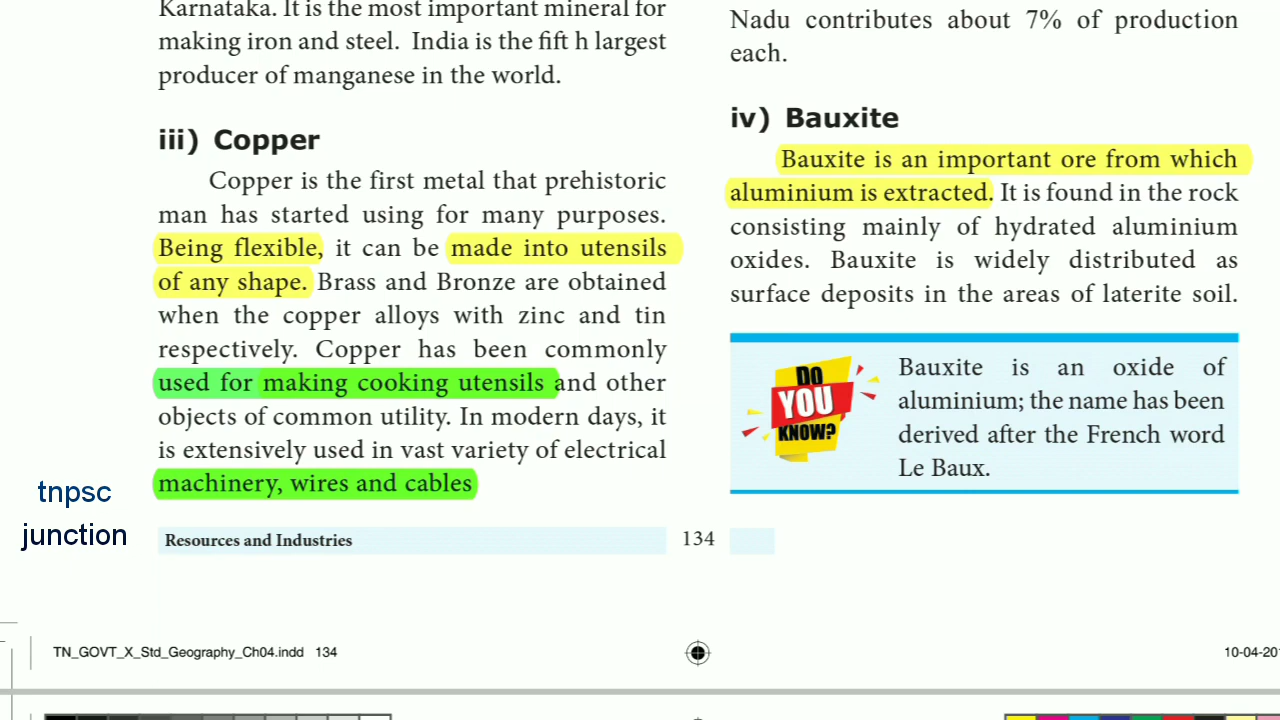 Karnataka. It is the most important mineral for
making iron and steel. India is the fift h largest
producer of manganese in the world.
iii) Copper
Copper is the first metal that prehistoric
man has started using for many purposes.
Being flexible, it can be made into utensils
of any shape. Brass and Bronze are obtained
when the copper alloys with zinc and tin
respectively. Copper has been commonly
used for making cooking utensils and other
objects of common utility. In modern days, it
is extensively used in vast variety of electrical
machinery, wires and cables
Nadu contributes about 7% of production
each.
iv) Bauxite
Bauxite is an important ore from which
aluminium is extracted. It is found in the rock
consisting mainly of hydrated aluminium
oxides. Bauxite is widely distributed as
surface deposits in the areas of laterite soil.
DO
YOU
KNOW?
Bauxite is an oxide of
aluminium; the name has been
derived after the French word
Le Baux.
tnpsc
junction
Resources and Industries
134
TN_GOVT_X_Std_Geography_Ch04.indd 134
10-04-20